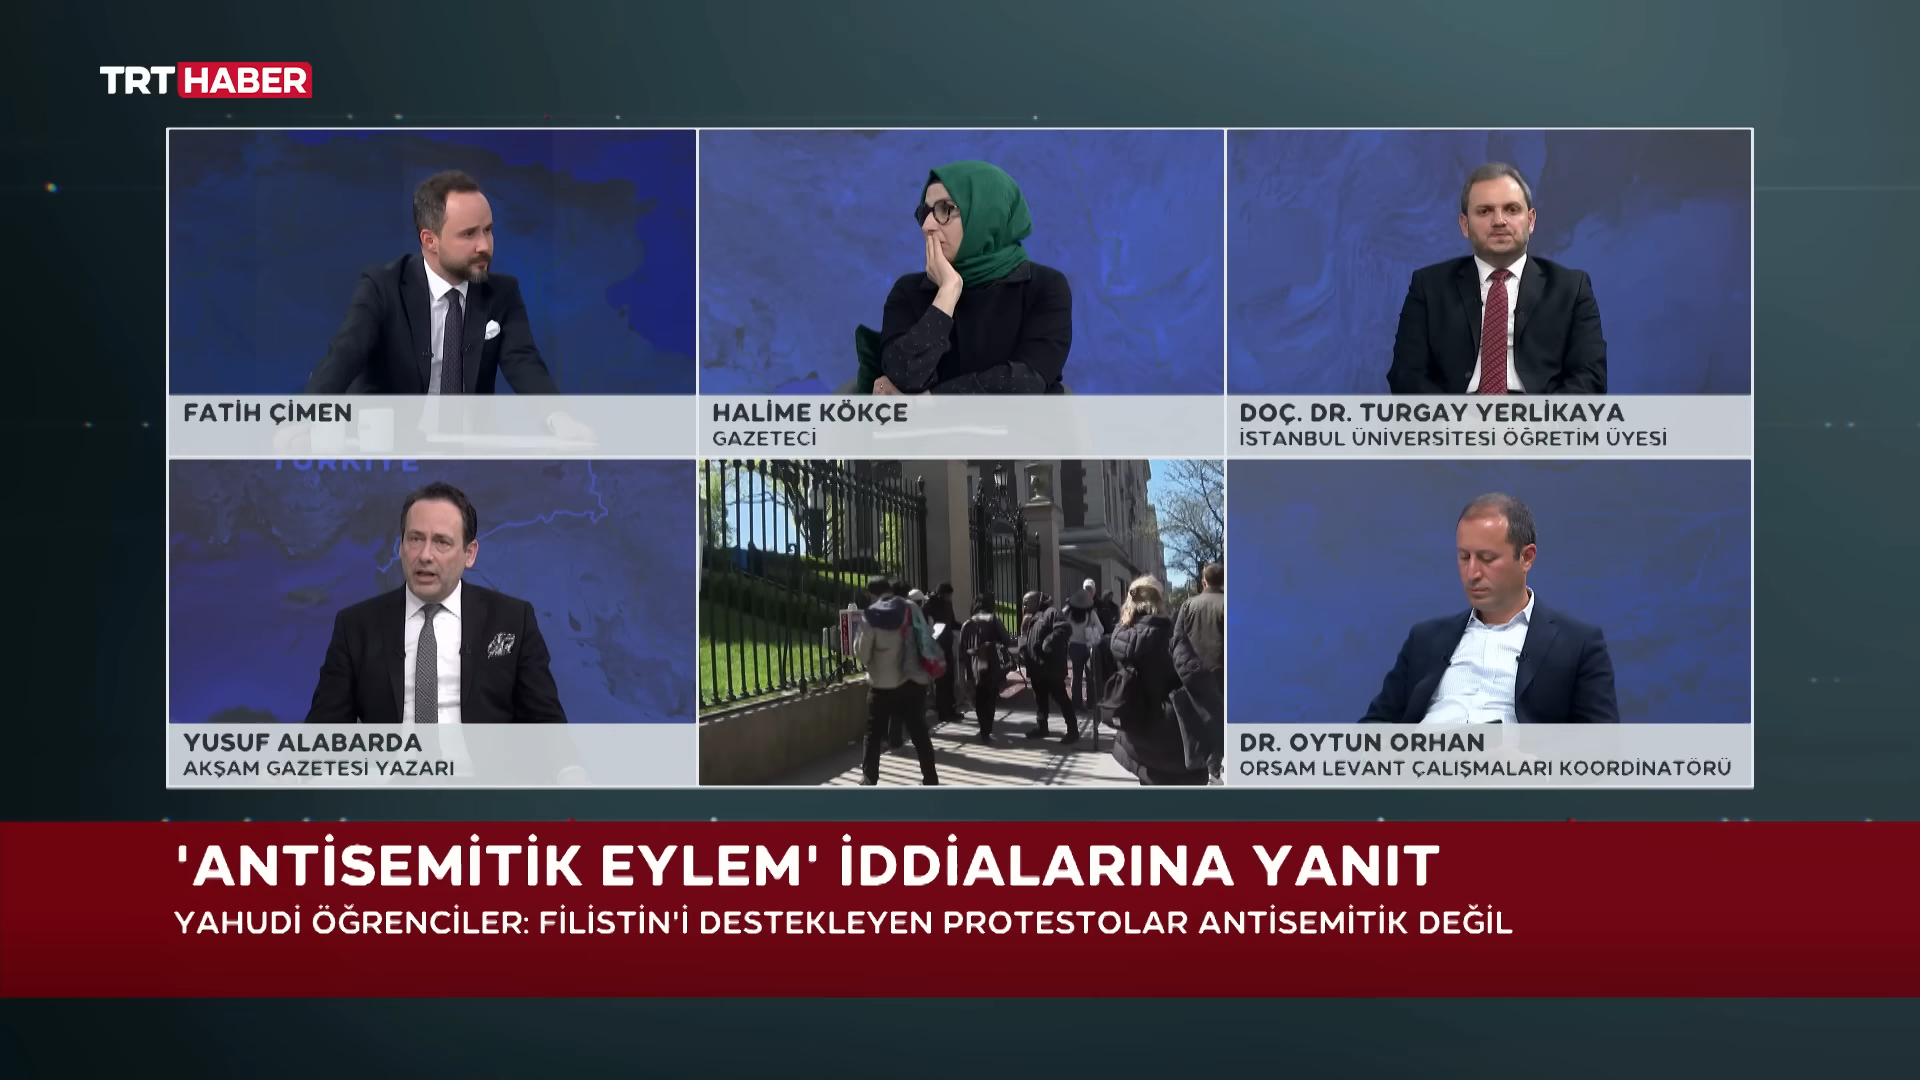 TRT HABER
FATİH ÇİMEN
HALİME KÖKÇE
GAZETECİ
DOÇ. DR. TURGAY YERLİKAYA
İSTANBUL ÜNİVERSİTESİ ÖĞRETİM ÜYESİ
TÜRKİYE
YUSUF ALABARDA
AKŞAM GAZETESİ YAZARI
DR. OYTUN ORHAN
ORSAM LEVANT ÇALIŞMALARI KOORDİNATÖRÜ
'ANTİSEMİTİK EYLEM' İDDİALARINA YANIT
YAHUDİ ÖĞRENCİLER: FİLİSTİN'İ DESTEKLEYEN PROTESTOLAR ANTİSEMİTİK DEĞİL